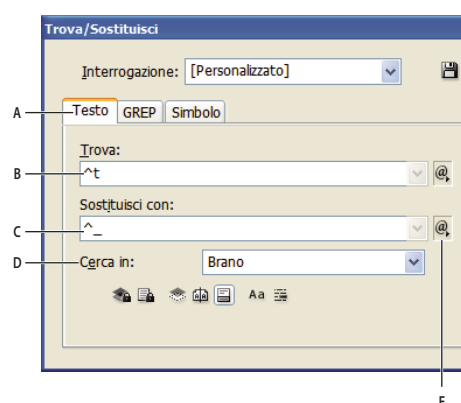 Trova/Sostituisci
Interrogazione: [Personalizzato]
A Testo GREP Simbolo
Trova:
B ^t @
Sostituisci con:
C ^_ @
D Cerca in: Brano
Aa